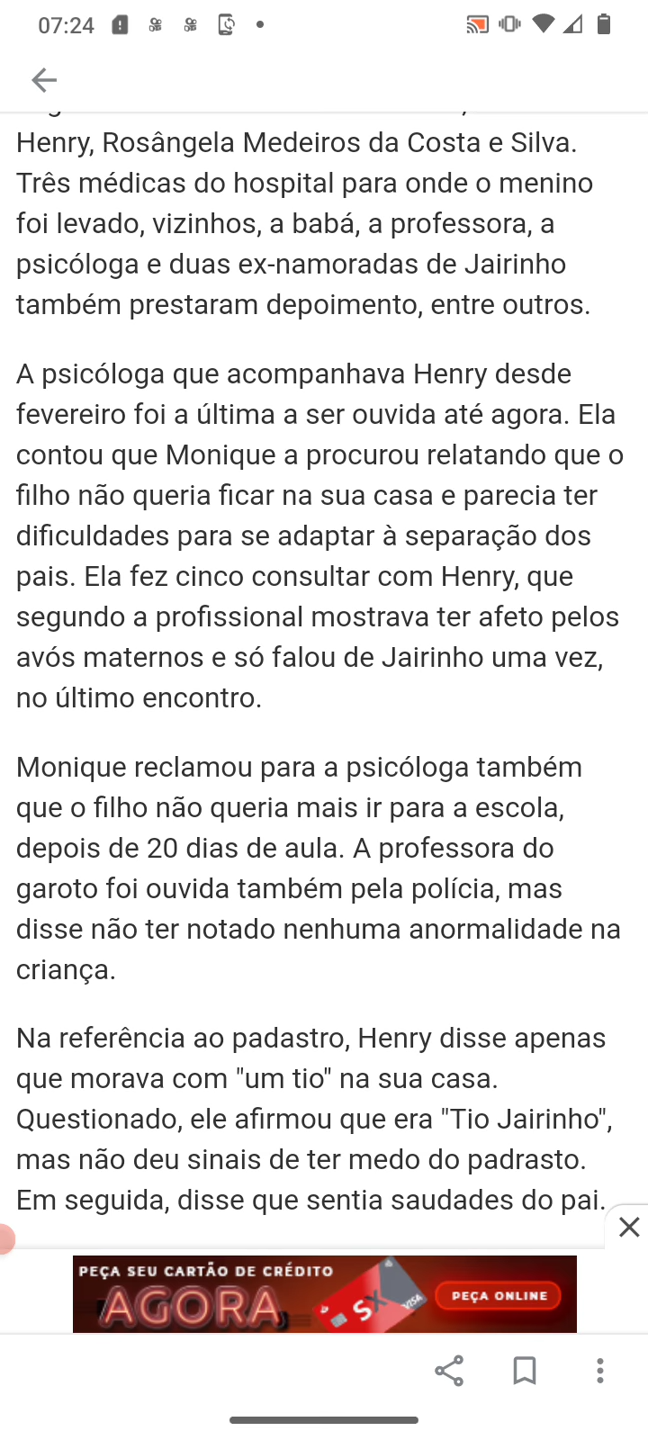 07:24
Henry, Rosângela Medeiros da Costa e Silva.
Três médicas do hospital para onde o menino
foi levado, vizinhos, a babá, a professora, a
psicóloga e duas ex-namoradas de Jairinho
também prestaram depoimento, entre outros.
A psicóloga que acompanhava Henry desde
fevereiro foi a última a ser ouvida até agora. Ela
contou que Monique a procurou relatando que o
filho não queria ficar na sua casa e parecia ter
dificuldades para se adaptar à separação dos
pais. Ela fez cinco consultar com Henry, que
segundo a profissional mostrava ter afeto pelos
avós maternos e só falou de Jairinho uma vez,
no último encontro.
Monique reclamou para a psicóloga também
que o filho não queria mais ir para a escola,
depois de 20 dias de aula. A professora do
garoto foi ouvida também pela polícia, mas
disse não ter notado nenhuma anormalidade na
criança.
Na referência ao padastro, Henry disse apenas
que morava com "um tio" na sua casa.
Questionado, ele afirmou que era "Tio Jairinho",
mas não deu sinais de ter medo do padrasto.
Em seguida, disse que sentia saudades do pai.
PEÇA SEU CARTÃO DE CRÉDITO
AGORA
SX
VISA
PEÇA ONLINE